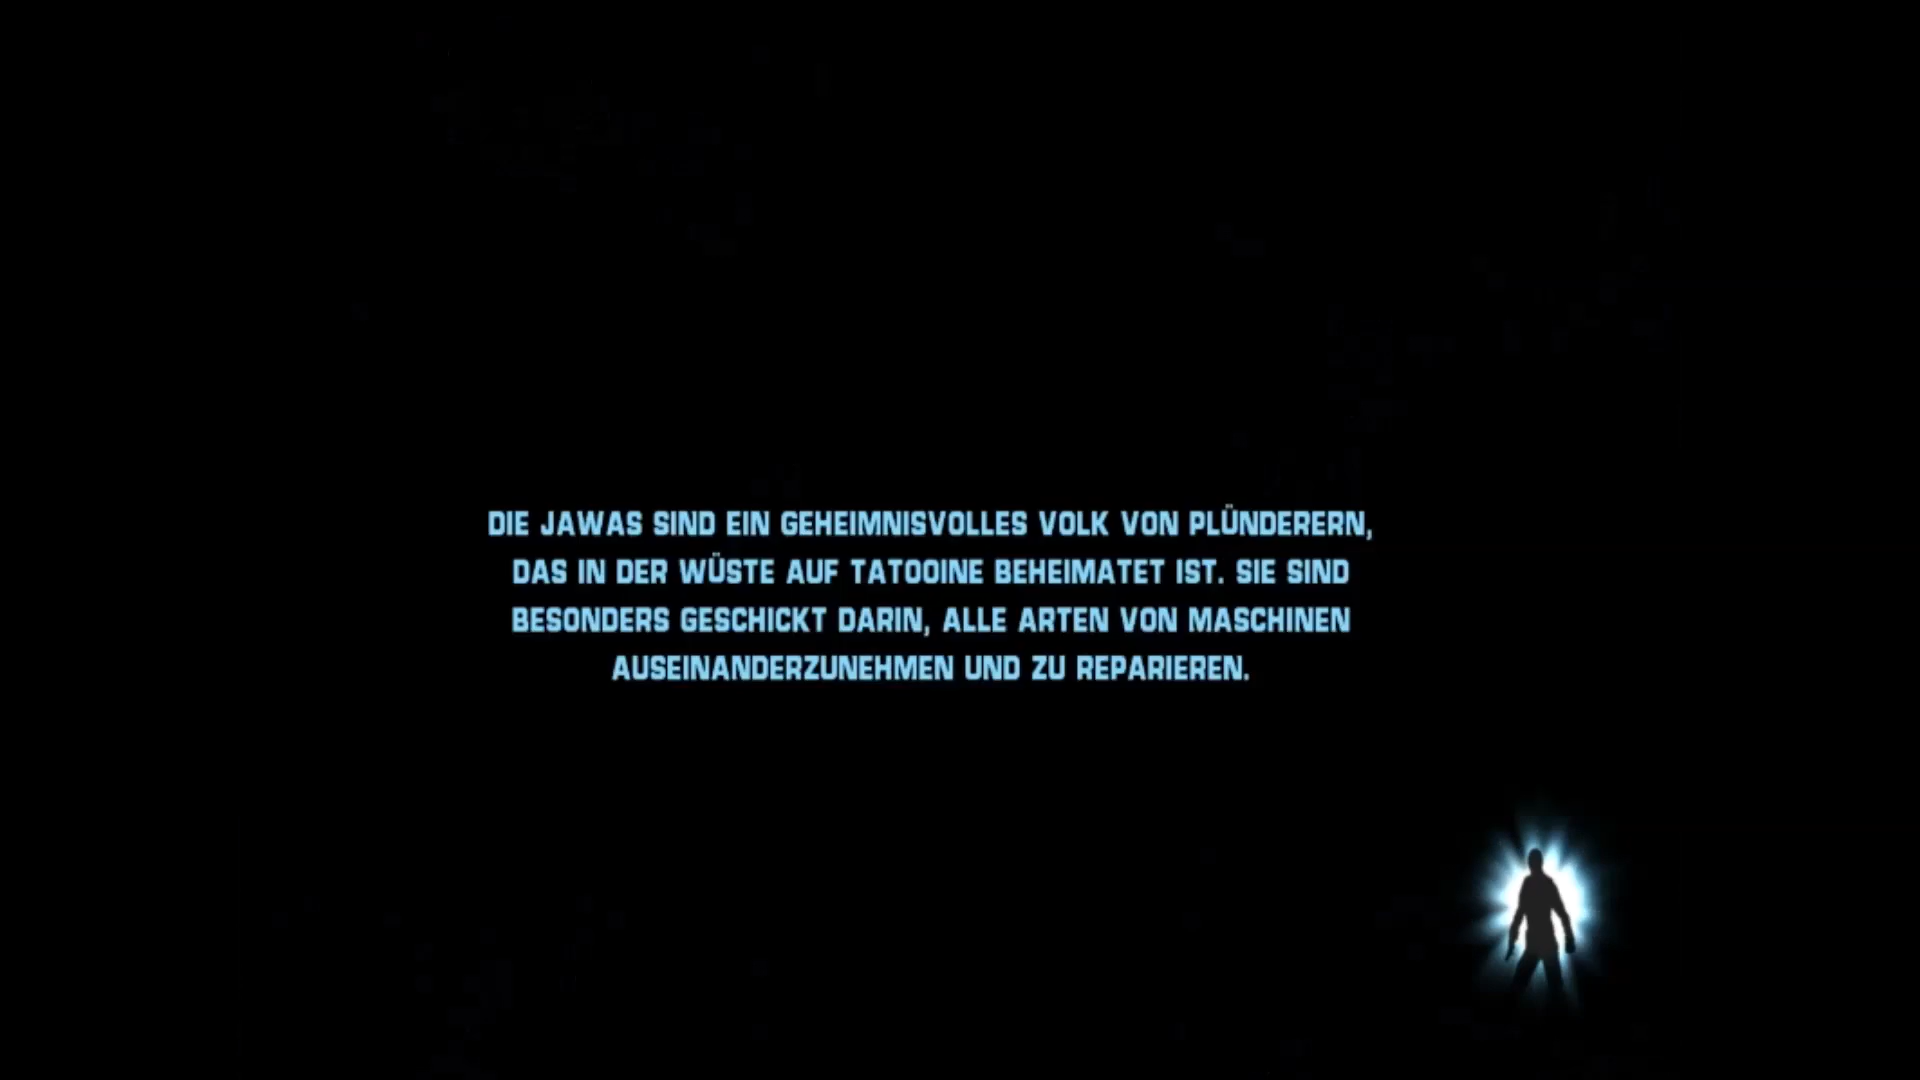 DIE JAWAS SIND EIN GEHEIMNISVOLLES VOLK VON PLÜNDERERN,
DAS IN DER WÜSTE AUF TATOOINE BEHEIMATET IST. SIE SIND
BESONDERS GESCHICKT DARIN, ALLE ARTEN VON MASCHINEN
AUSEINANDERZUNEHMEN UND ZU REPARIEREN.